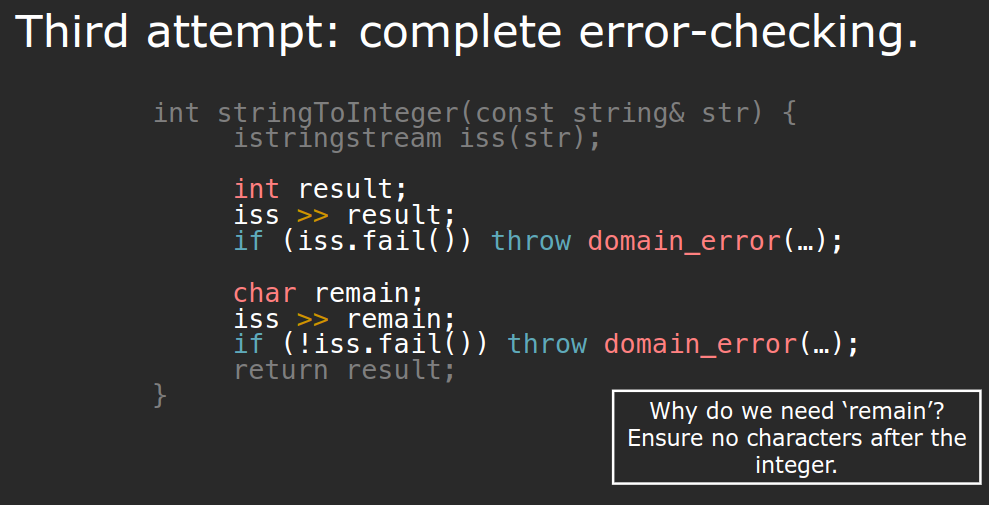 Third attempt: complete error-checking.
int stringToInteger(const string& str) {
istringstream iss(str);
int result;
iss >> result;
if (iss.fail()) throw domain_error(…);
char remain;
iss >> remain;
if (!iss.fail()) throw domain_error(…);
return result;
}
Why do we need ‘remain’?
Ensure no characters after the
integer.